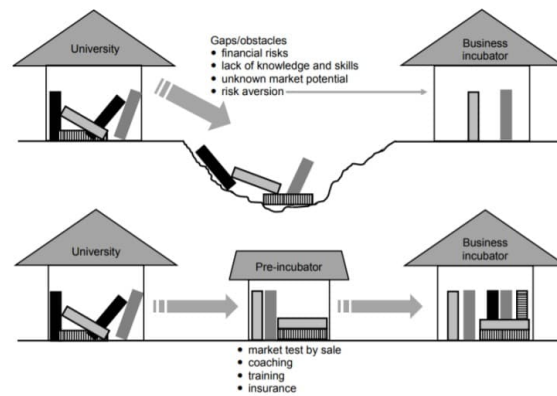 University
Gaps/obstacles
• financial risks
• lack of knowledge and skills
• unknown market potential
• risk aversion
Business
incubator
University
Pre-incubator
Business
incubator
• market test by sale
• coaching
• training
• insurance